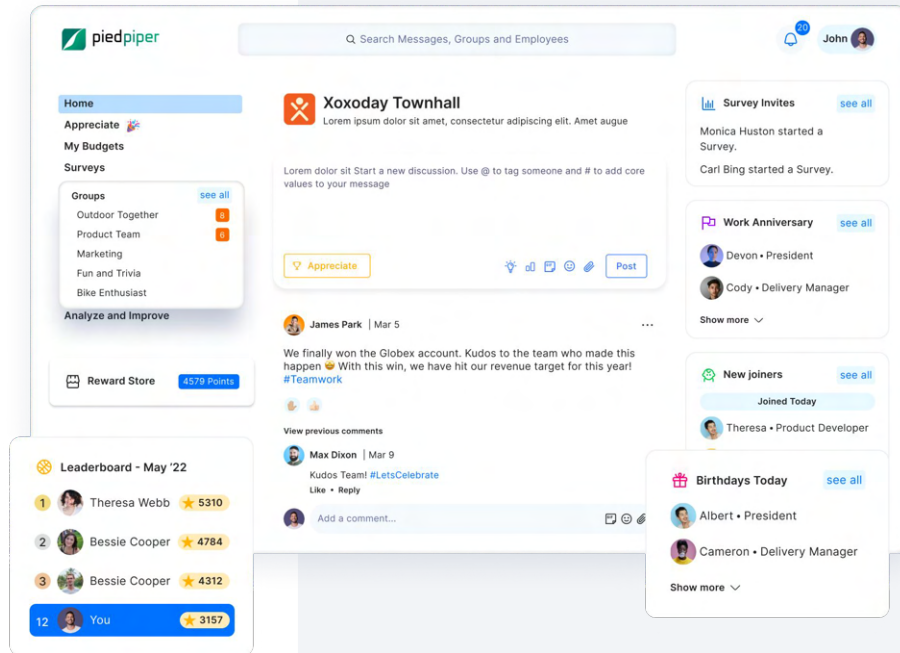 piedpiper
Search Messages, Groups and Employees
20
John
Home
Appreciate
My Budgets
Surveys
Groups
see all
Outdoor Together
8
Product Team
6
Marketing
Fun and Trivia
Bike Enthusiast
Analyze and Improve
Reward Store
4579 Points
Leaderboard - May '22
1 Theresa Webb 5310
2 Bessie Cooper 4784
3 Bessie Cooper 4312
12 You 3157
Xoxoday Townhall
Lorem ipsum dolor sit amet, consectetur adipiscing elit. Amet augue
Lorem dolor sit Start a new discussion. Use @ to tag someone and # to add core
values to your message
Appreciate
Post
James Park | Mar 5
We finally won the Globex account. Kudos to the team who made this
happen 🤩 With this win, we have hit our revenue target for this year!
#Teamwork
View previous comments
Max Dixon | Mar 9
Kudos Team! #LetsCelebrate
Like • Reply
Add a comment...
Survey Invites
see all
Monica Huston started a
Survey.
Carl Bing started a Survey.
Work Anniversary
see all
Devon • President
Cody • Delivery Manager
Show more
New joiners
see all
Joined Today
Theresa • Product Developer
Birthdays Today
see all
Albert • President
Cameron • Delivery Manager
Show more